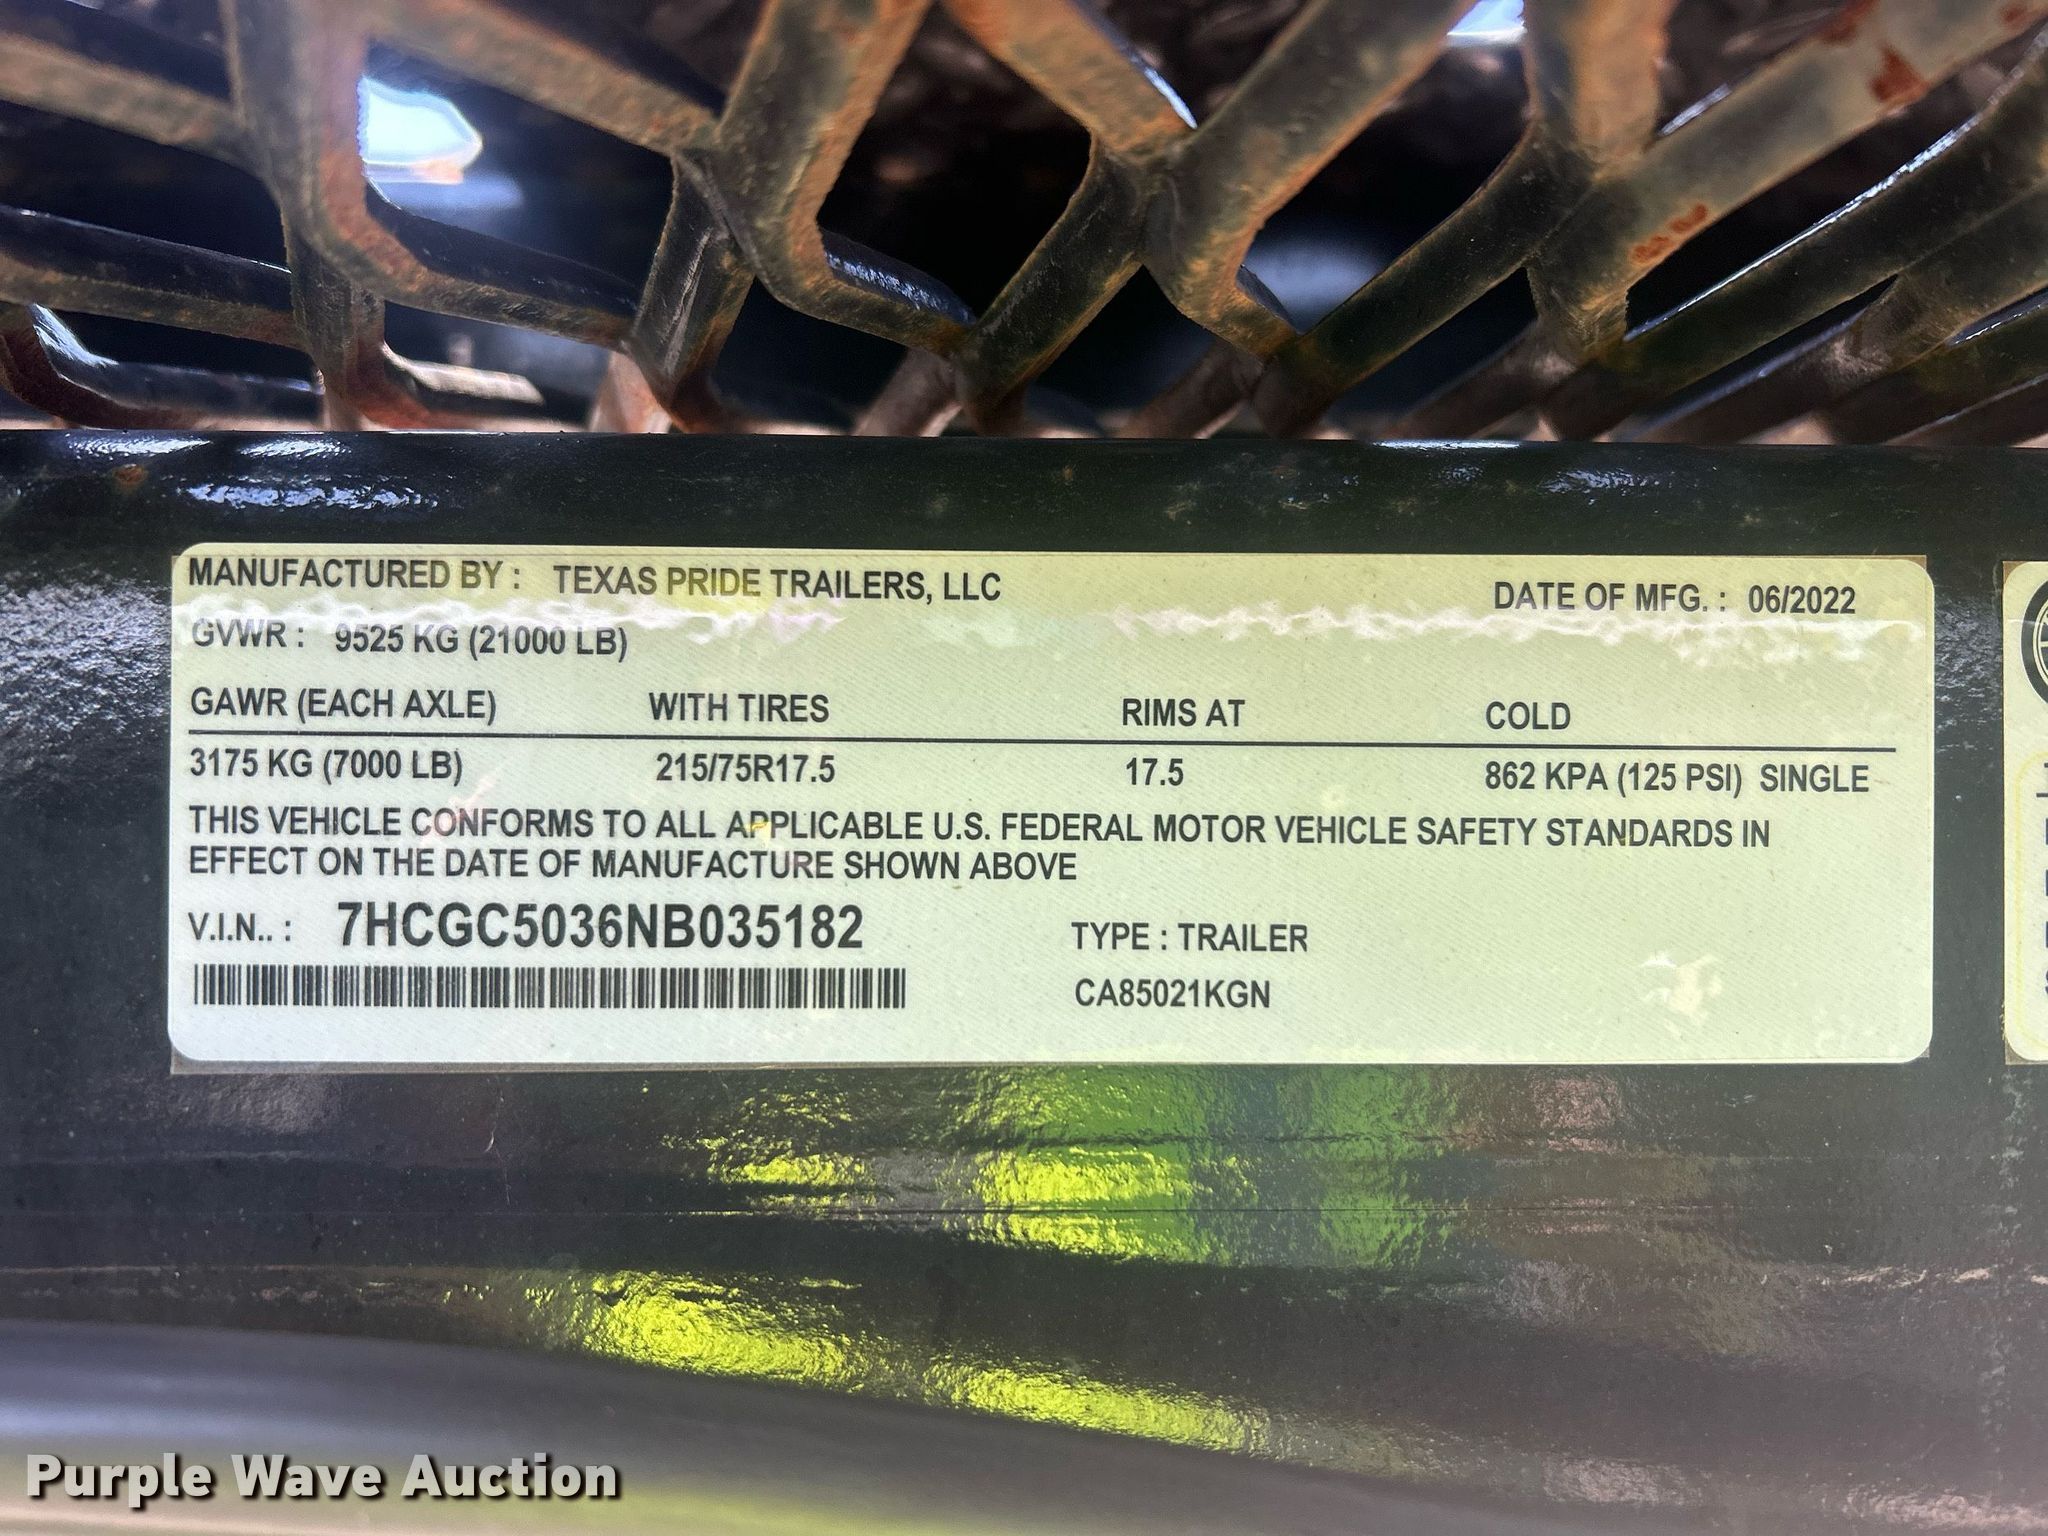 MANUFACTURED BY : TEXAS PRIDE TRAILERS, LLC DATE OF MFG. : 06/2022
GVWR : 9525 KG (21000 LB)
GAWR (EACH AXLE) WITH TIRES RIMS AT COLD
3175 KG (7000 LB) 215/75R17.5 17.5 862 KPA (125 PSI) SINGLE
THIS VEHICLE CONFORMS TO ALL APPLICABLE U.S. FEDERAL MOTOR VEHICLE SAFETY STANDARDS IN
EFFECT ON THE DATE OF MANUFACTURE SHOWN ABOVE
V.I.N.. : 7HCGC5036NB035182 TYPE : TRAILER
CA85021KGN
Purple Wave Auction